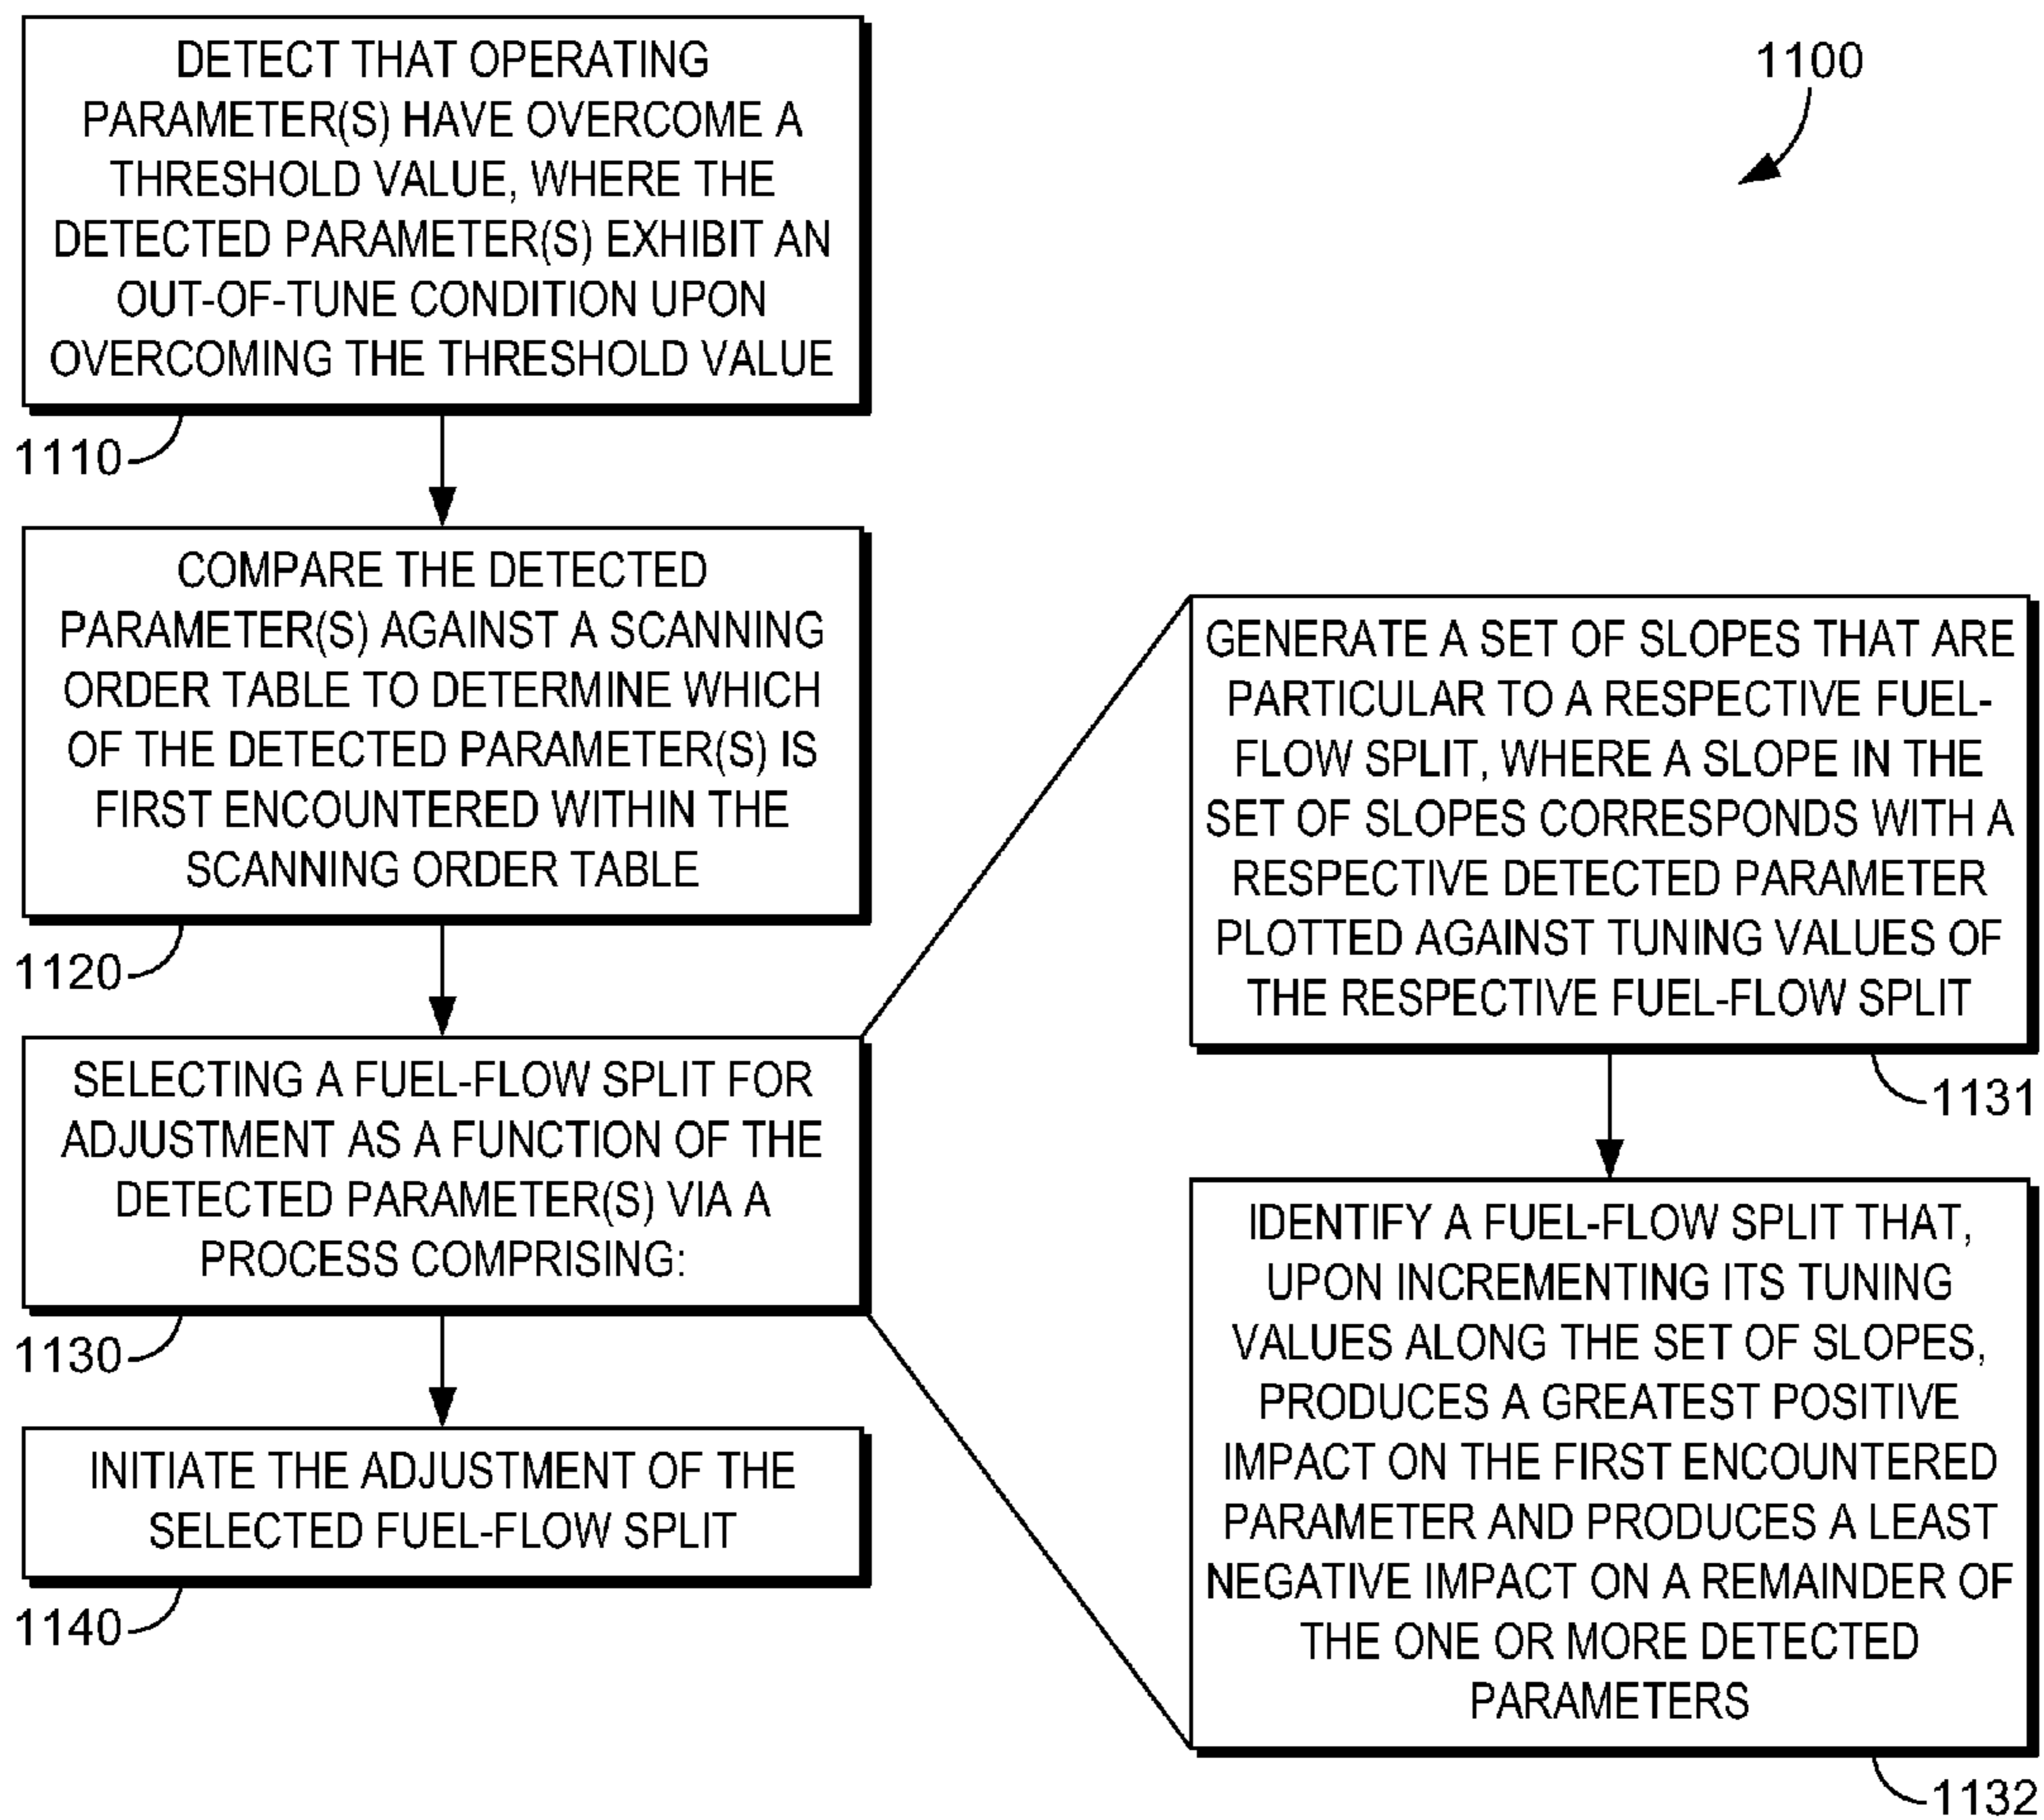 1100
DETECT THAT OPERATING
PARAMETER(S) HAVE OVERCOME A
THRESHOLD VALUE, WHERE THE
DETECTED PARAMETER(S) EXHIBIT AN
OUT-OF-TUNE CONDITION UPON
OVERCOMING THE THRESHOLD VALUE
1110
COMPARE THE DETECTED
PARAMETER(S) AGAINST A SCANNING
ORDER TABLE TO DETERMINE WHICH
OF THE DETECTED PARAMETER(S) IS
FIRST ENCOUNTERED WITHIN THE
SCANNING ORDER TABLE
1120
SELECTING A FUEL-FLOW SPLIT FOR
ADJUSTMENT AS A FUNCTION OF THE
DETECTED PARAMETER(S) VIA A
PROCESS COMPRISING:
1130
INITIATE THE ADJUSTMENT OF THE
SELECTED FUEL-FLOW SPLIT
1140
GENERATE A SET OF SLOPES THAT ARE
PARTICULAR TO A RESPECTIVE FUEL-
FLOW SPLIT, WHERE A SLOPE IN THE
SET OF SLOPES CORRESPONDS WITH A
RESPECTIVE DETECTED PARAMETER
PLOTTED AGAINST TUNING VALUES OF
THE RESPECTIVE FUEL-FLOW SPLIT
1131
IDENTIFY A FUEL-FLOW SPLIT THAT,
UPON INCREMENTING ITS TUNING
VALUES ALONG THE SET OF SLOPES,
PRODUCES A GREATEST POSITIVE
IMPACT ON THE FIRST ENCOUNTERED
PARAMETER AND PRODUCES A LEAST
NEGATIVE IMPACT ON A REMAINDER OF
THE ONE OR MORE DETECTED
PARAMETERS
1132